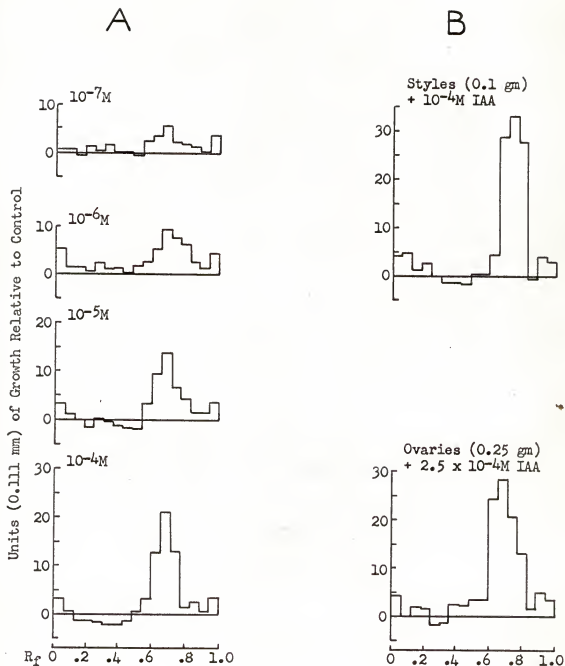 A
B
Units (0.111 mm) of Growth Relative to Control
10-7M
10
0
10-6M
10
0
10-5M
20
10
0
10-4M
30
20
10
0
Rf 0 .2 .4 .6 .8 1.0
Styles (0.1 gm)
+ 10-4M IAA
30
20
10
0
Ovaries (0.25 gm)
+ 2.5 x 10-4M IAA
30
20
10
0
0 .2 .4 .6 .8 1.0